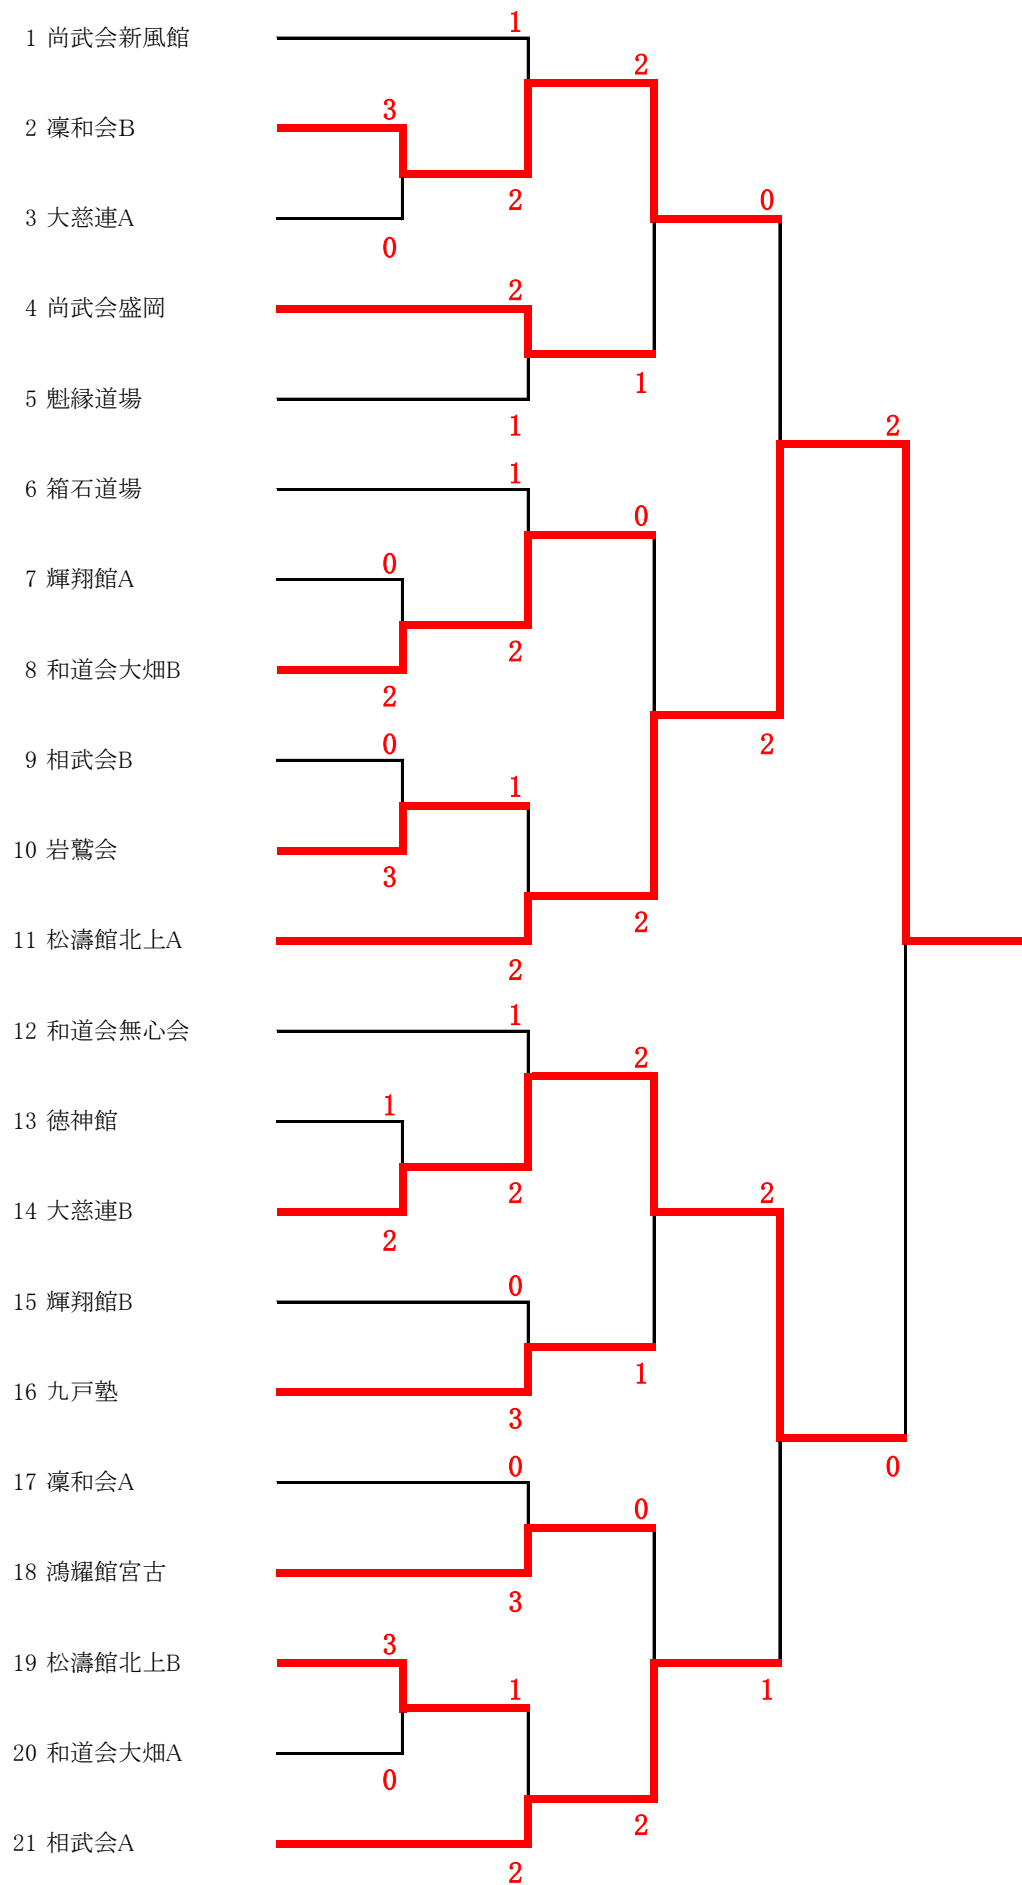 1
1 尚武会新風館
2
3
2 凜和会B
0
2
3 大慈連A
0
2
4 尚武会盛岡
1
5 魁縁道場
1
2
1
6 箱石道場
0
0
7 輝翔館A
2
8 和道会大畑B
2
0
2
9 相武会B
1
10 岩鷲会
3
2
11 松濤館北上A
2
1
12 和道会無心会
2
1
13 徳神館
2
2
14 大慈連B
2
0
15 輝翔館B
1
16 九戸塾
3
0
0
17 凜和会A
0
18 鴻耀館宮古
3
3
19 松濤館北上B
1
1
20 和道会大畑A
0
2
21 相武会A
2